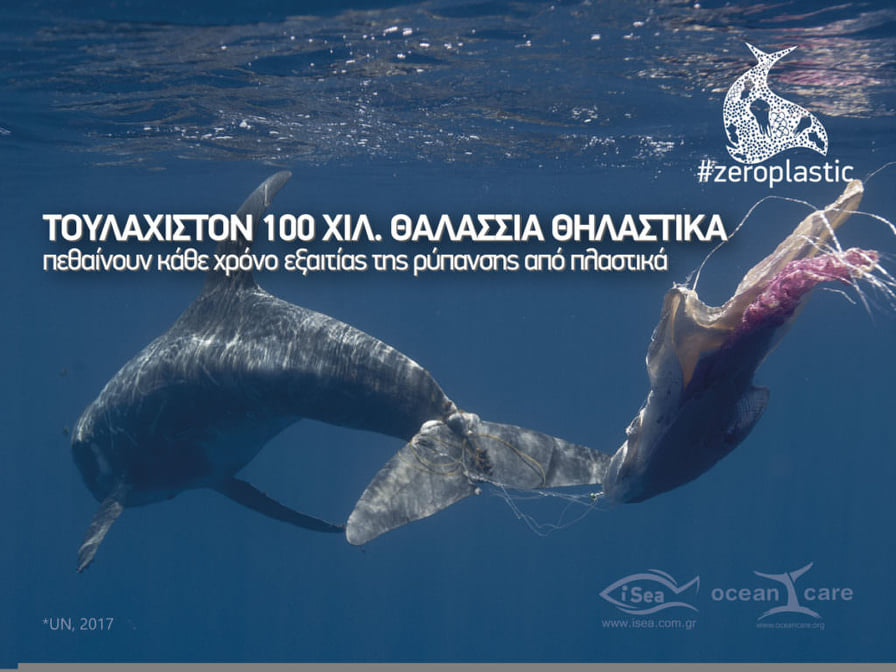 #zeroplastic
ΤΟΥΛΑΧΙΣΤΟΝ 100 ΧΙΛ. ΘΑΛΑΣΣΙΑ ΘΗΛΑΣΤΙΚΑ
πεθαίνουν κάθε χρόνο εξαιτίας της ρύπανσης από πλαστικά
iSea
www.isea.com.gr
ocean care
www.oceancare.org
*UN, 2017